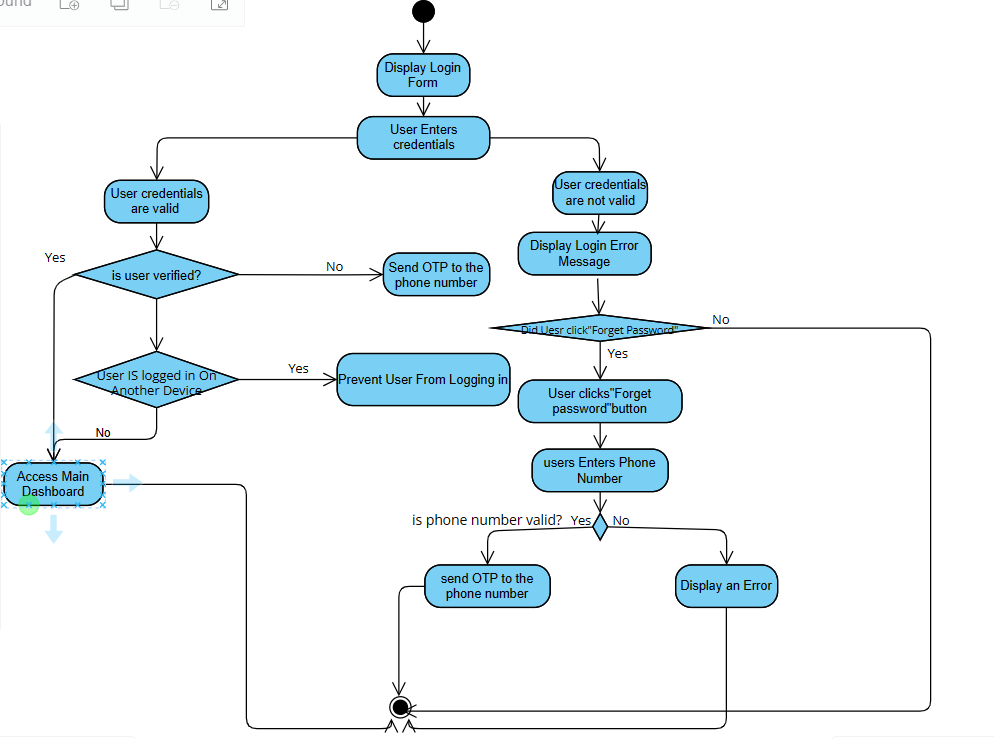 ound
Display Login
Form
User Enters
credentials
User credentials
are valid
User credentials
are not valid
Display Login Error
Message
Yes
is user verified?
No
Send OTP to the
phone number
Did Uesr click"Forget Password"
No
Yes
User IS logged in On
Another Device
Yes
Prevent User From Logging in
User clicks"Forget
password"button
No
Access Main
Dashboard
users Enters Phone
Number
is phone number valid?
Yes
No
send OTP to the
phone number
Display an Error